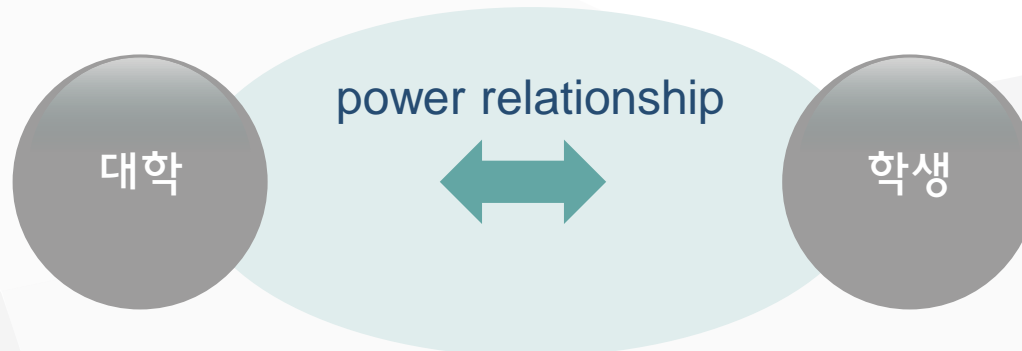 power relationship
대학
학생